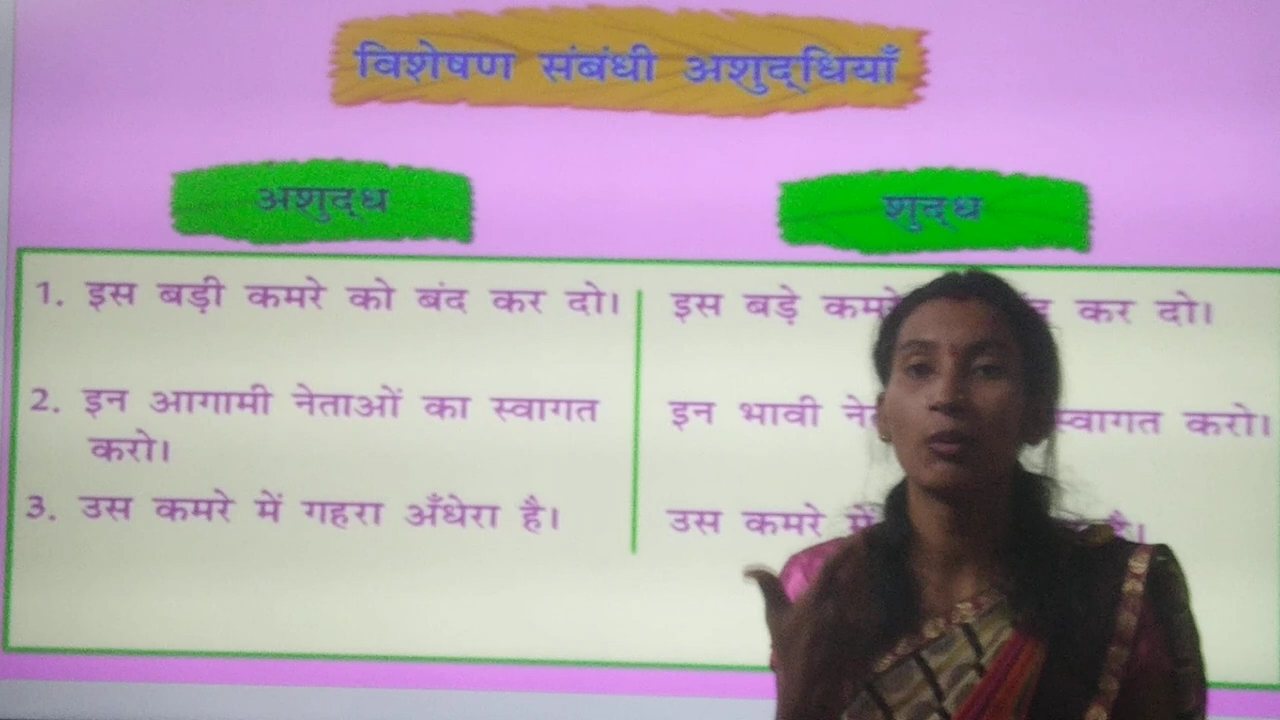 विशेषण संबंधी अशुद्धियाँ
अशुद्ध
शुद्ध
1. इस बड़ी कमरे को बंद कर दो।
इस बड़े कर दो।
2. इन आगामी नेताओं का स्वागत
करो।
इन भावी स्वागत करो।
3. उस कमरे में गहरा अँधेरा है।
उस कमरे में है।